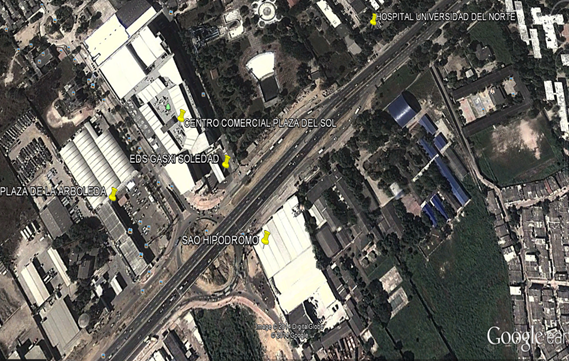 HOSPITAL UNIVERSIDAD DEL NORTE
CENTRO COMERCIAL PLAZA DEL SOL
EDS GASXI SOLEDAD
PLAZA DE LA ARBOLEDA
SAO HIPODROMO
Google